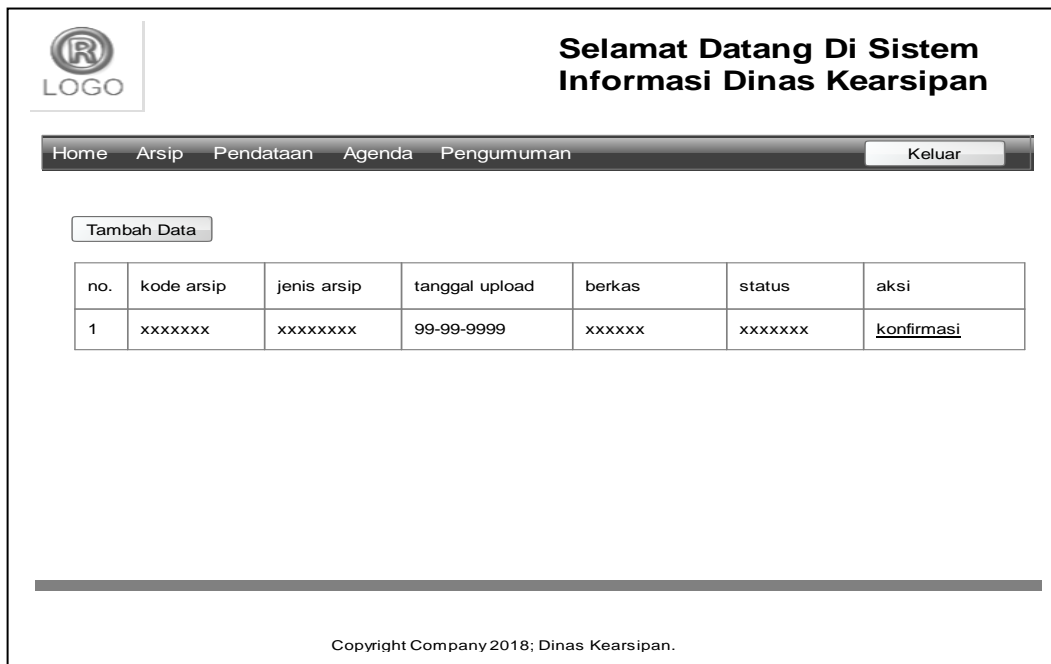 LOGO
Selamat Datang Di Sistem
Informasi Dinas Kearsipan
Home Arsip Pendataan Agenda Pengumuman Keluar
Tambah Data
no. kode arsip jenis arsip tanggal upload berkas status aksi
1 xxxxxxx xxxxxxxx 99-99-9999 xxxxxx xxxxxxx konfirmasi
Copyright Company 2018; Dinas Kearsipan.